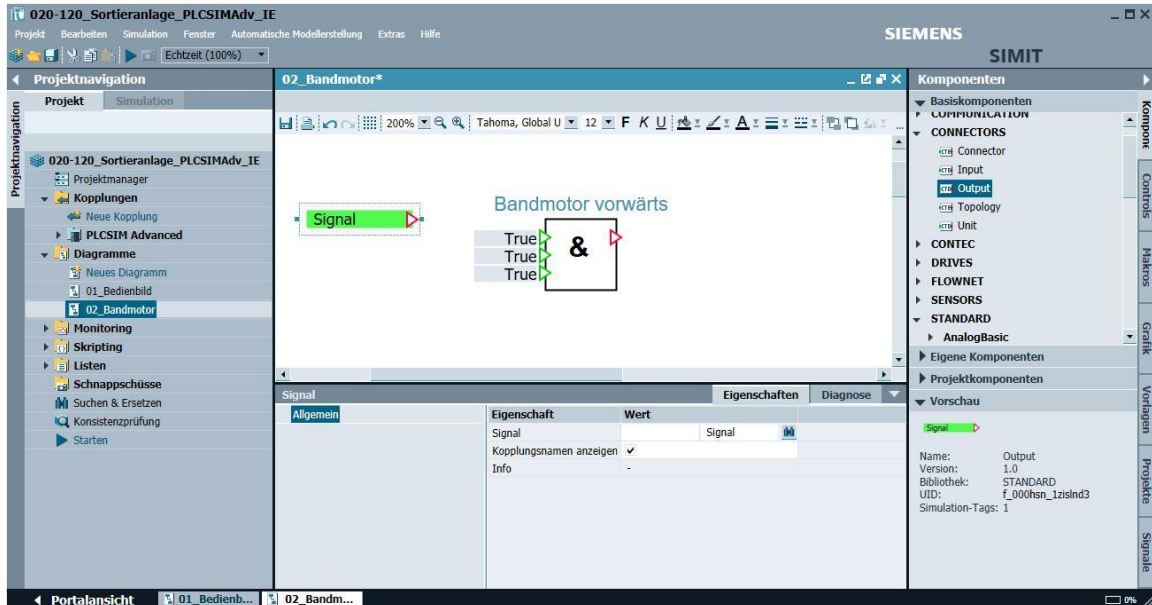 020-120_Sortieranlage_PLCSIMAdv_IE
Projekt Bearbeiten Simulation Fenster Automatische Modellerstellung Extras Hilfe
SIEMENS
SIMIT
Echtzeit (100%)
Projektnavigation
Projekt Simulation
Projektnavigation
020-120_Sortieranlage_PLCSIMAdv_IE
Projektmanager
Kopplungen
Neue Kopplung
PLCSIM Advanced
Diagramme
Neues Diagramm
01_Bedienbild
02_Bandmotor
Monitoring
Skripting
Listen
Schnappschüsse
Suchen & Ersetzen
Konsistenzprüfung
Starten
02_Bandmotor*
200% Tahoma, Global U 12 F K U A
Signal
Bandmotor vorwärts
True
True
True
&
Signal
Eigenschaften Diagnose
Allgemein
Eigenschaft Wert
Signal Signal
Kopplungsnamen anzeigen
Info -
Komponenten
Basiskomponenten
COMMUNICATION
CONNECTORS
Connector
Input
Output
Topology
Unit
CONTEC
DRIVES
FLOWNET
SENSORS
STANDARD
AnalogBasic
Eigene Komponenten
Projektkomponenten
Vorschau
Signal
Name: Output
Version: 1.0
Bibliothek: STANDARD
UID: f_000hsn_1zislnd3
Simulation-Tags: 1
Kompone
Controls
Makros
Grafik
Vorlagen
Projekte
Signale
Portalansicht 01_Bedienb... 02_Bandm...
0%